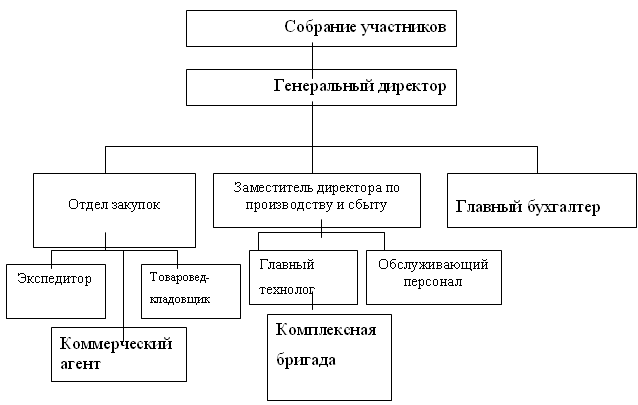 Собрание участников
Генеральный директор
Отдел закупок
Заместитель директора по
производству и сбыту
Главный бухгалтер
Экспедитор
Товаровед-
кладовщик
Главный
технолог
Обслуживающий
персонал
Коммерческий
агент
Комплексная
бригада